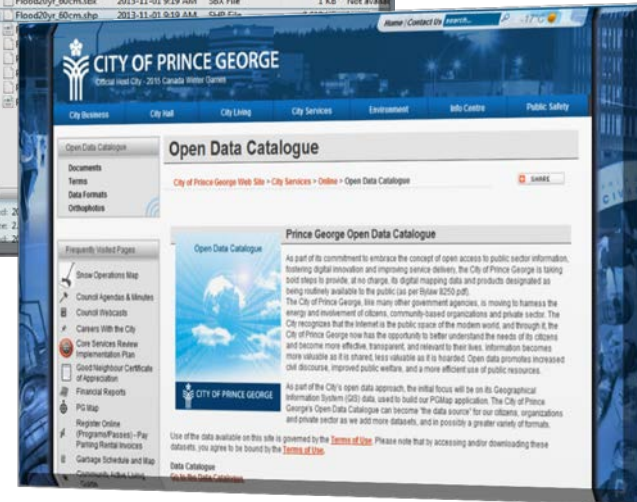 Flood20yr_60cm.sbx 2013-11-01 9:19 AM SBX File 1 KB
Flood20yr_60cm.shp 2013-11-01 9:19 AM SHP File
Home | Contact Us search...
CITY OF PRINCE GEORGE
Official Host City - 2015 Canada Winter Games
City Business City Hall City Living City Services Environment Info Centre Public Safety
Open Data Catalogue
Documents
Terms
Data Formats
Orthophotos
Frequently Visited Pages
Snow Operations Map
Council Agendas & Minutes
Council Webcasts
Careers With the City
Core Services Review
Implementation Plan
Good Neighbour Certificate
of Appreciation
Financial Reports
PG Map
Register Online
(Programs/Passes) - Pay
Parking Rental Invoices
Garbage Schedule and Map
Community Active Living
Guide
Open Data Catalogue
City of Prince George Web Site > City Services > Online > Open Data Catalogue
SHARE
Prince George Open Data Catalogue
Open Data Catalogue
CITY OF PRINCE GEORGE
As part of its commitment to embrace the concept of open access to public sector information,
fostering digital innovation and improving service delivery, the City of Prince George is taking
bold steps to provide, at no charge, its digital mapping data and products designated as
being routinely available to the public (as per Bylaw 8250.pdf).
The City of Prince George, like many other government agencies, is moving to harness the
energy and involvement of citizens, community-based organizations and private sector. The
City recognizes that the Internet is the public space of the modern world, and through it, the
City of Prince George now has the opportunity to better understand the needs of its citizens
and become more effective, transparent, and relevant to their lives. Information becomes
more valuable as it is shared, less valuable as it is hoarded. Open data promotes increased
civil discourse, improved public welfare, and a more efficient use of public resources.
As part of the City's open data approach, the initial focus will be on its Geographical
Information System (GIS) data, used to build our PGMap application. The City of Prince
George's Open Data Catalogue can become "the data source" for our citizens, organizations
and private sector as we add more datasets, and in possibly a greater variety of formats.
Use of the data available on this site is governed by the Terms of Use. Please note that by accessing and/or downloading these
datasets, you agree to be bound by the Terms of Use.
Data Catalogue
Go to the Data Catalogue